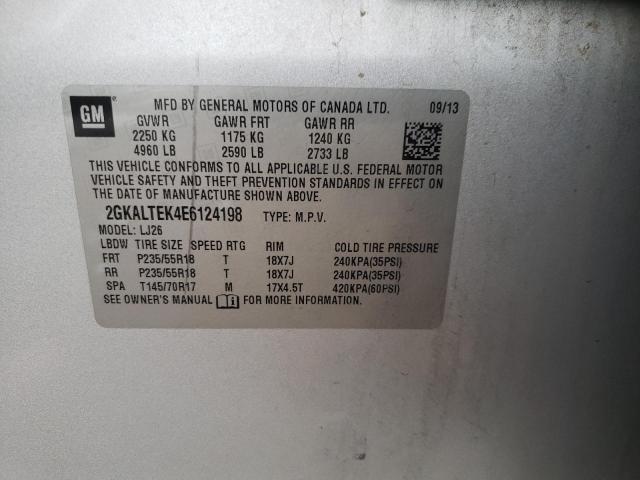 GM
MFD BY GENERAL MOTORS OF CANADA LTD. 09/13
GVWR GAWR FRT GAWR RR
2250 KG 1175 KG 1240 KG
4960 LB 2590 LB 2733 LB
THIS VEHICLE CONFORMS TO ALL APPLICABLE U.S. FEDERAL MOTOR
VEHICLE SAFETY AND THEFT PREVENTION STANDARDS IN EFFECT ON
THE DATE OF MANUFACTURE SHOWN ABOVE.
2GKALTEK4E6124198 TYPE: M.P.V.
MODEL: LJ26
LBDW TIRE SIZE SPEED RTG RIM COLD TIRE PRESSURE
FRT P235/55R18 T 18X7J 240KPA(35PSI)
RR P235/55R18 T 18X7J 240KPA(35PSI)
SPA T145/70R17 M 17X4.5T 420KPA(60PSI)
SEE OWNER'S MANUAL FOR MORE INFORMATION.